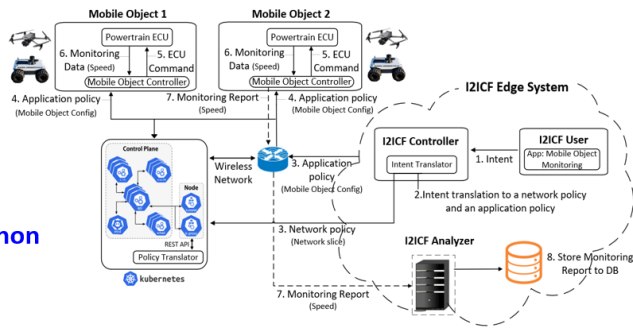 Mobile Object 1
Mobile Object 2
Powertrain ECU
6. Monitoring
Data (Speed)
5. ECU
Command
Mobile Object Controller
Powertrain ECU
6. Monitoring
Data (Speed)
5. ECU
Command
Mobile Object Controller
4. Application policy
(Mobile Object Config)
7. Monitoring Report
(Speed)
4. Application policy
(Mobile Object Config)
I2ICF Edge System
Control Plane
Node
REST API
Policy Translator
kubernetes
Wireless
Network
3. Application
policy
(Mobile Object Config)
I2ICF Controller
Intent Translator
1. Intent
I2ICF User
App: Mobile Object
Monitoring
2.Intent translation to a network policy
and an application policy
3. Network policy
(Network slice)
I2ICF Analyzer
7. Monitoring Report
(Speed)
8. Store Monitoring
Report to DB